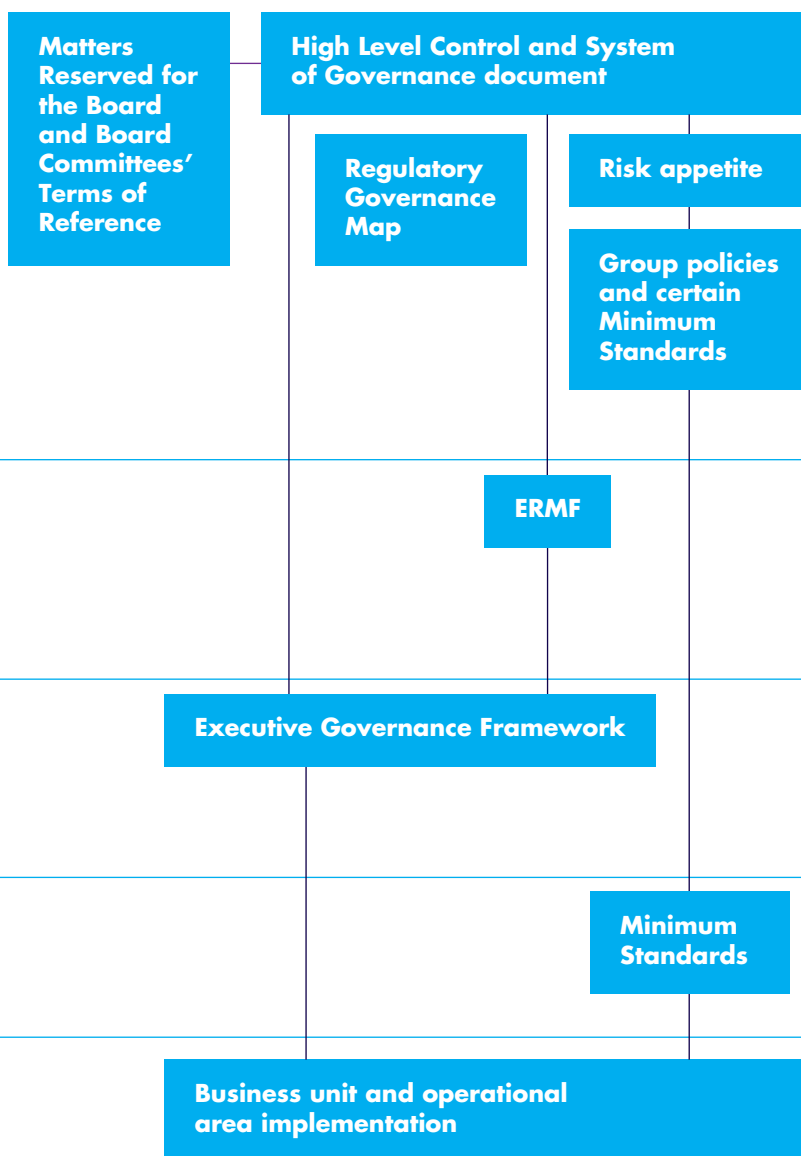 Matters
Reserved for
the Board
and Board
Committees’
Terms of
Reference
High Level Control and System
of Governance document
Regulatory
Governance
Map
Risk appetite
Group policies
and certain
Minimum
Standards
ERMF
Executive Governance Framework
Minimum
Standards
Business unit and operational
area implementation